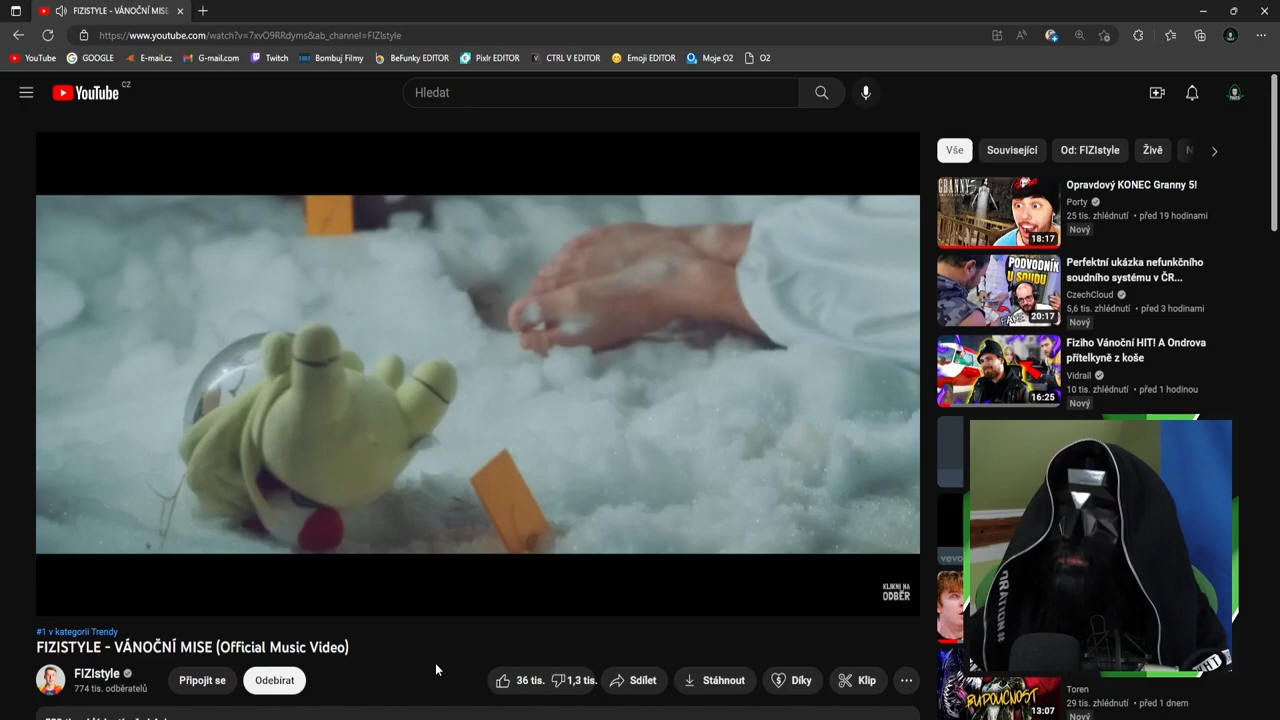 FIZISTYLE - VÁNOČNÍ MISE
https://www.youtube.com/watch?v=7xvO9RRdyms&ab_channel=FIZIstyle
YouTube GOOGLE E-mail.cz G-mail.com Twitch Bombuj Filmy BeFunky EDITOR Pixlr EDITOR CTRL V EDITOR Emoji EDITOR Moje O2 O2
YouTube CZ
Hledat
Vše Související Od: FIZIstyle Živě N
GRANNY
18:17
Opravdový KONEC Granny 5!
Porty
25 tis. zhlédnutí • před 19 hodinami
Nový
PODVODNÍK
U SOUDU
20:17
Perfektní ukázka nefunkčního
soudního systému v ČR...
CzechCloud
5,6 tis. zhlédnutí • před 3 hodinami
Nový
16:25
Fiziho Vánoční HIT! A Ondrova
přítelkyně z koše
Vidrail
10 tis. zhlédnutí • před 1 hodinou
Nový
vevo
KLIKNI NA
ODBĚR
#1 v kategorii Trendy
FIZISTYLE - VÁNOČNÍ MISE (Official Music Video)
FIZIstyle
774 tis. odběratelů
Připojit se
Odebírat
36 tis. 1,3 tis. Sdílet Stáhnout Díky Klip
BUDOUCNOST
13:07
Toren
29 tis. zhlédnutí • před 1 dnem
Nový